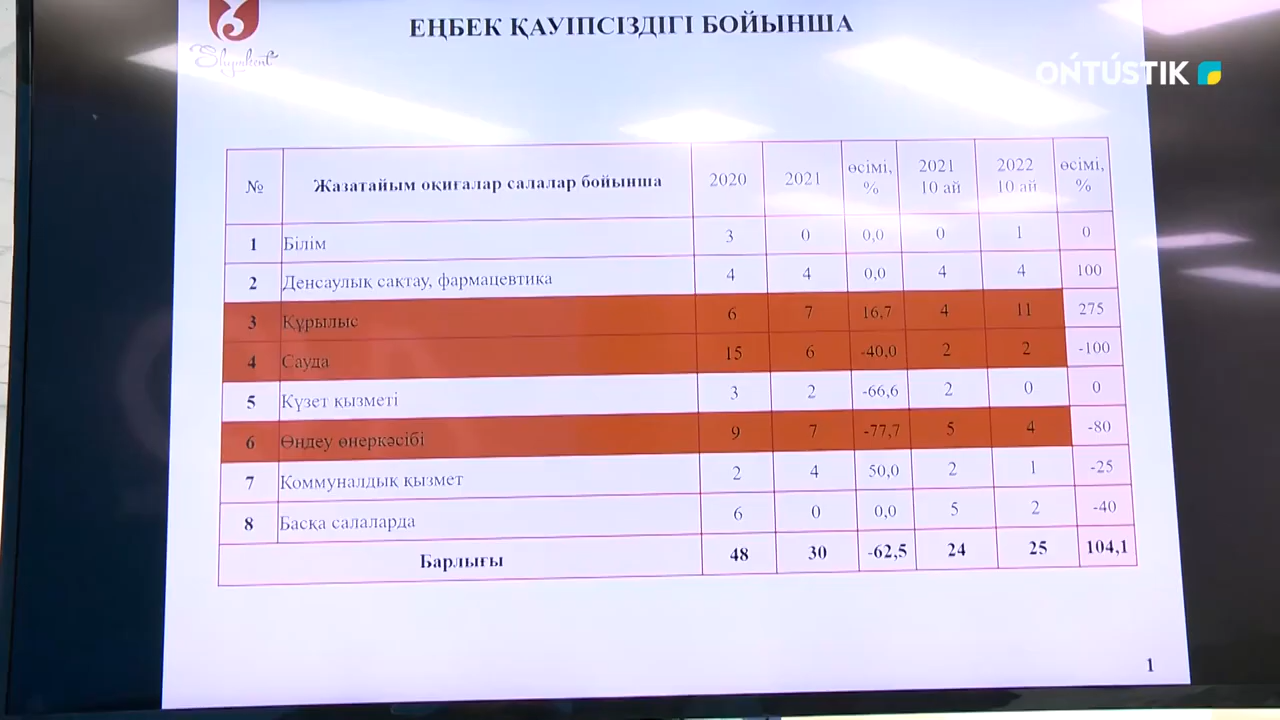 ЕҢБЕК ҚАУІПСІЗДІГІ БОЙЫНША
Shymkent
OŃTÚSTIK
№ Жазатайым оқиғалар салалар бойынша 2020 2021 өсімі, % 2021 10 ай 2022 10 ай өсімі, %
1 Білім 3 0 0,0 0 1 0
2 Денсаулық сақтау, фармацевтика 4 4 0,0 4 4 100
3 Құрылыс 6 7 16,7 4 11 275
4 Сауда 15 6 -40,0 2 2 -100
5 Күзет қызметі 3 2 -66,6 2 0 0
6 Өңдеу өнеркәсібі 9 7 -77,7 5 4 -80
7 Коммуналдық қызмет 2 4 50,0 2 1 -25
8 Басқа салаларда 6 0 0,0 5 2 -40
Барлығы 48 30 -62,5 24 25 104,1
1